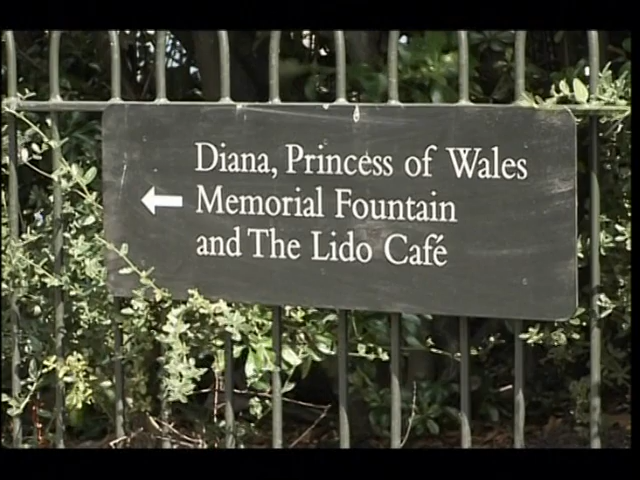 Diana, Princess of Wales
Memorial Fountain
and The Lido Café